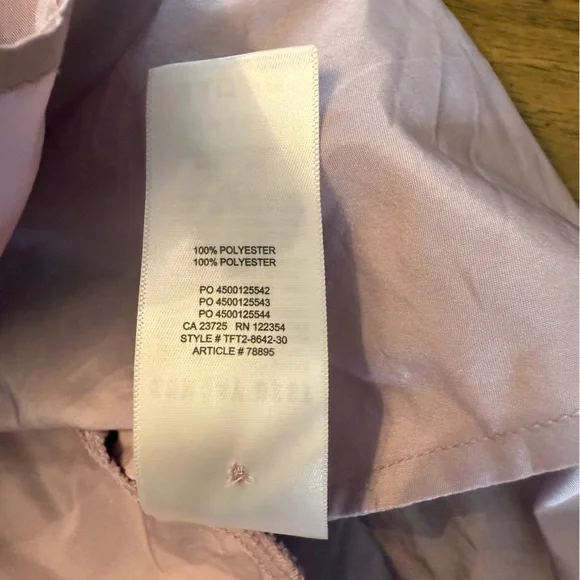 100% POLYESTER
100% POLYESTER
PO 4500125542
PO 4500125543
PO 4500125544
CA 23725 RN 122354
STYLE # TFT2-8642-30
ARTICLE # 78895